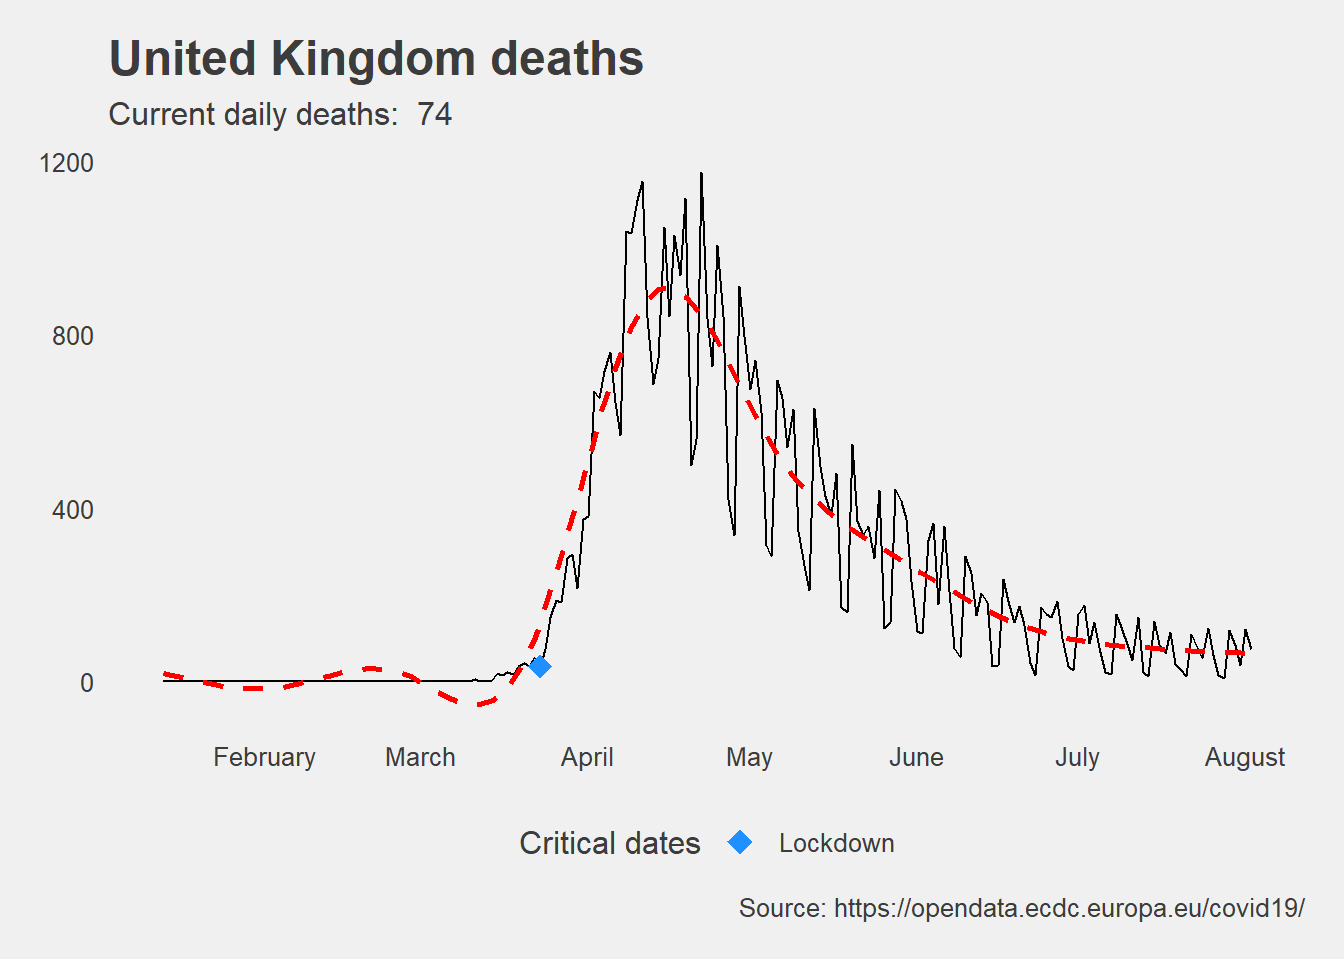 United Kingdom deaths
Current daily deaths:  74
1200
800
400
0
February March April May June July August
Critical dates Lockdown
Source: https://opendata.ecdc.europa.eu/covid19/